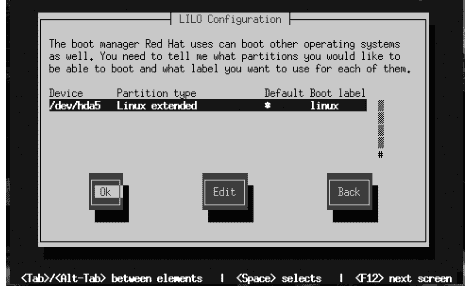 LILO Configuration
The boot manager Red Hat uses can boot other operating systems
as well. You need to tell me what partitions you would like to
be able to boot and what label you want to use for each of them.
Device Partition type Default Boot label
/dev/hda5 Linux extended * linux
#
Ok Edit Back
<Tab>/<Alt-Tab> between elements | <Space> selects | <F12> next screen